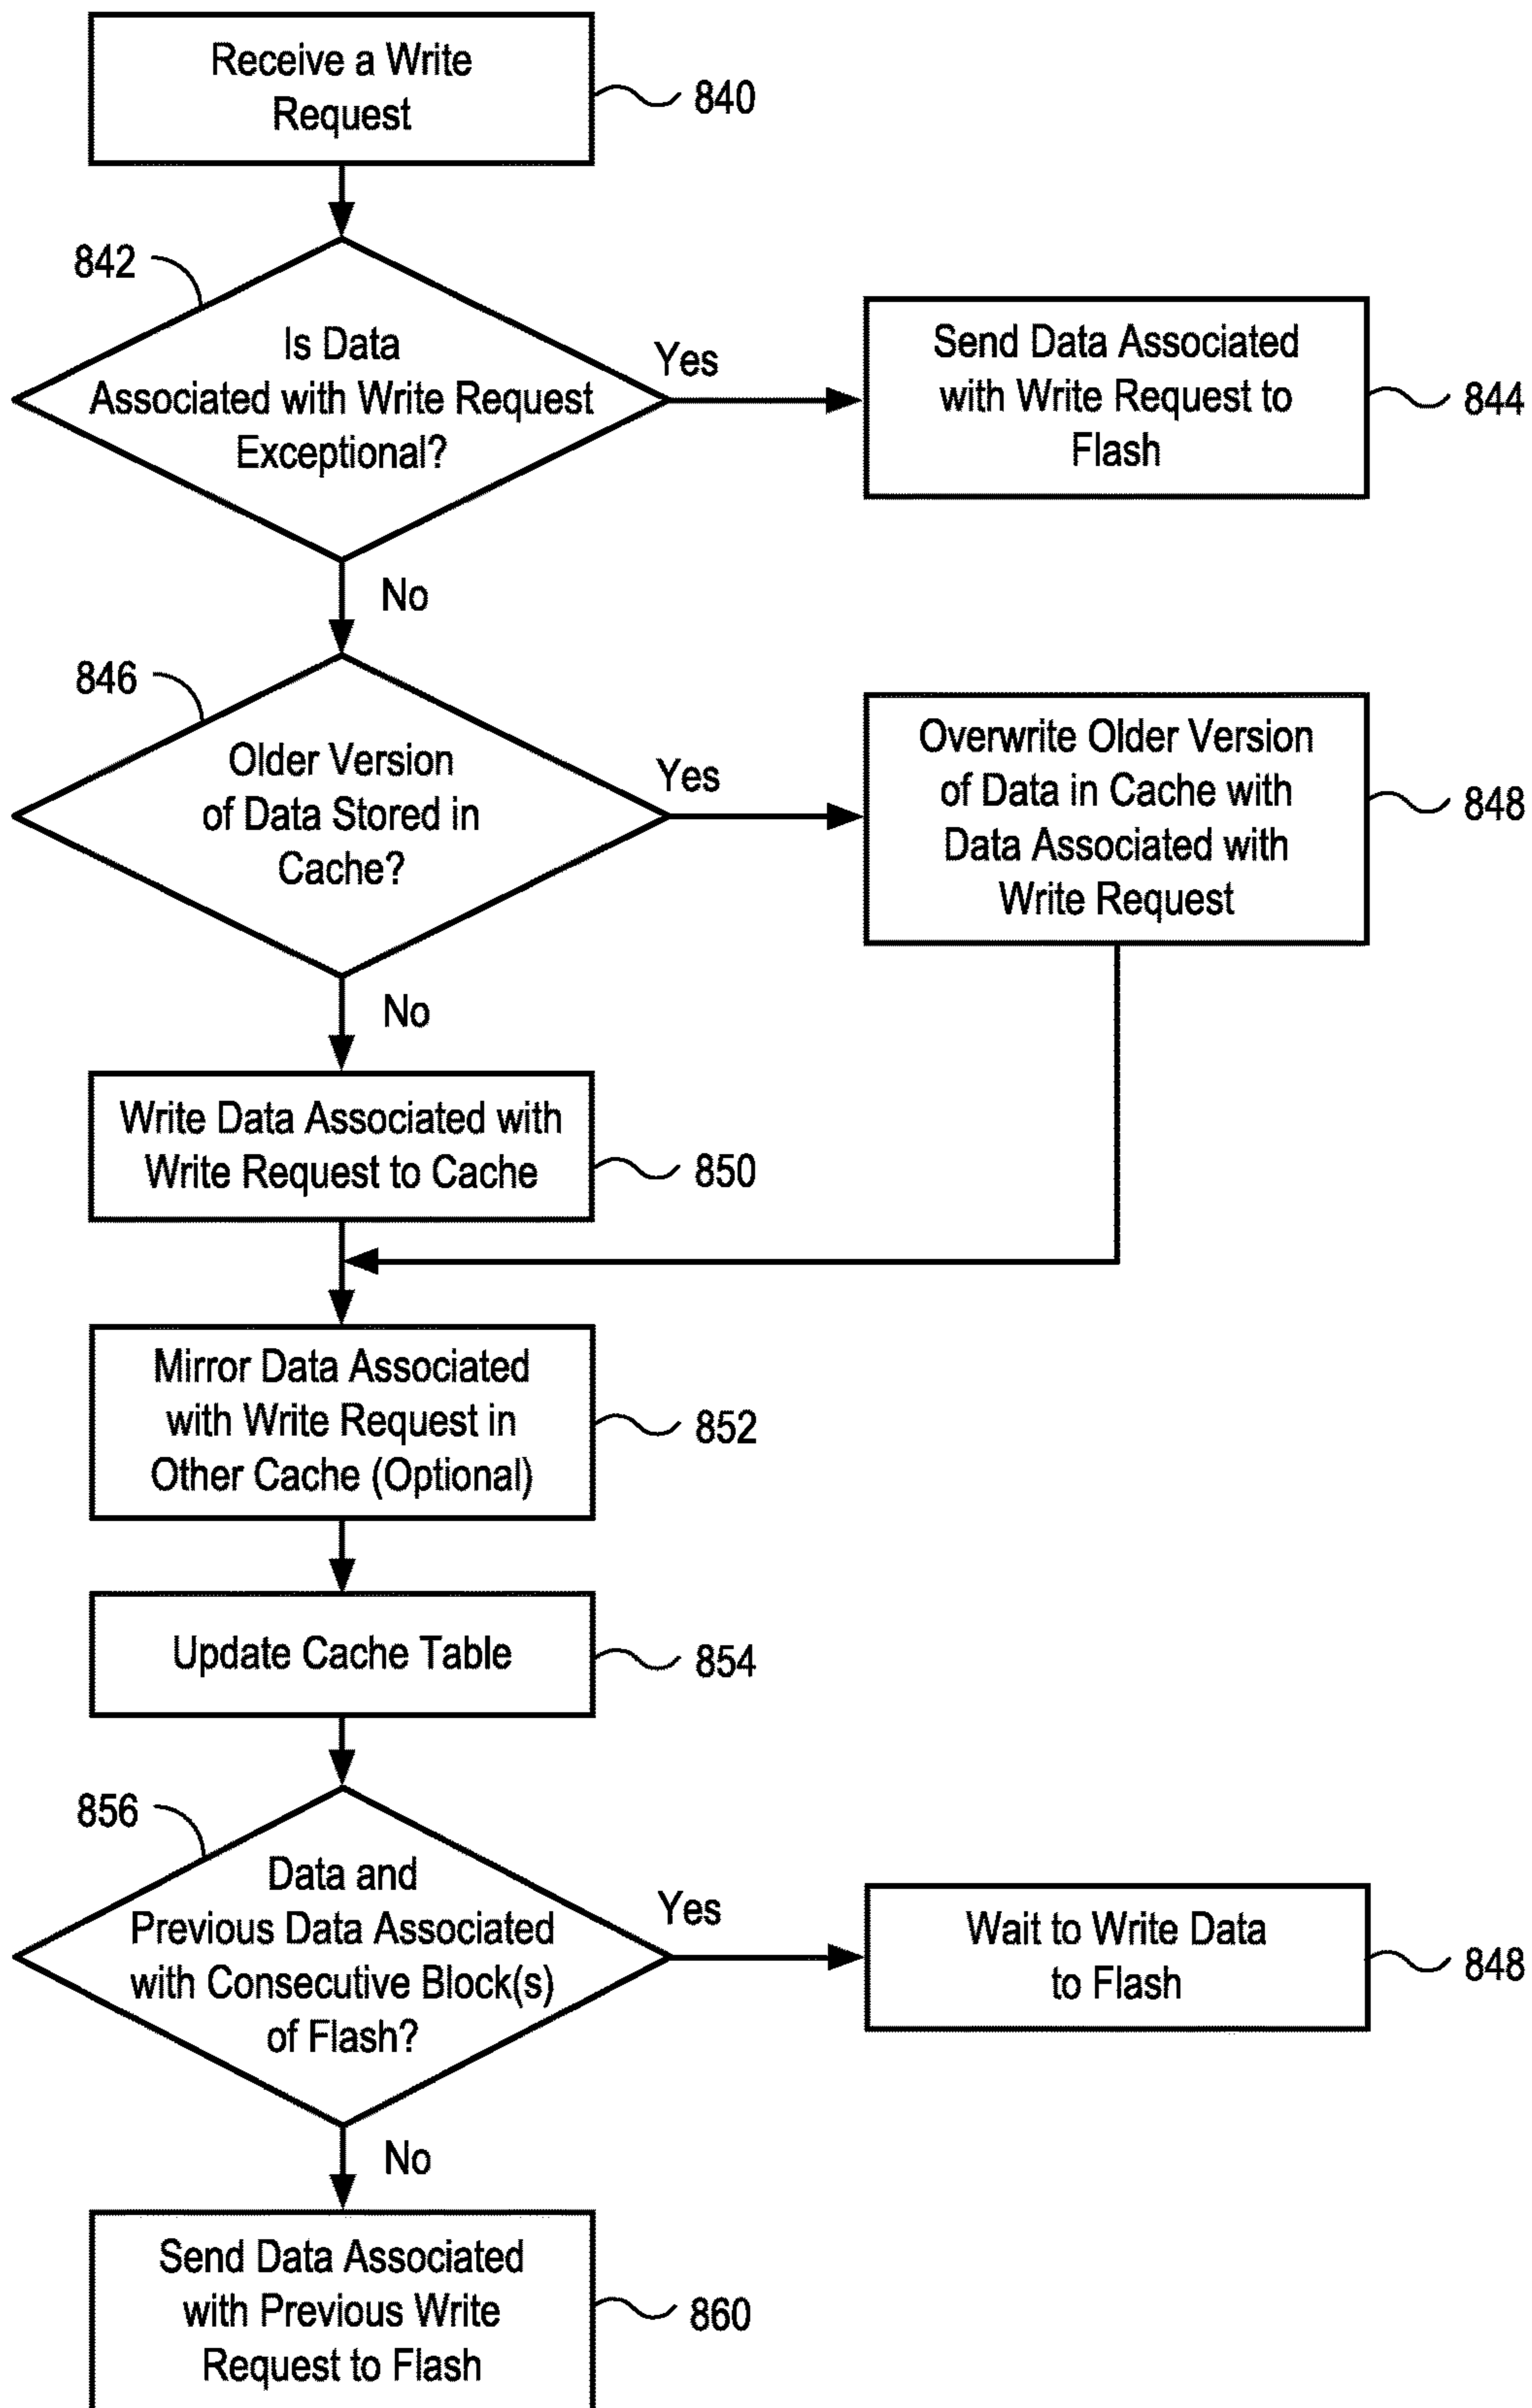 Receive a Write
Request
840
842
Is Data
Associated with Write Request
Exceptional?
Yes
Send Data Associated
with Write Request to
Flash
844
No
846
Older Version
of Data Stored in
Cache?
Yes
Overwrite Older Version
of Data in Cache with
Data Associated with
Write Request
848
No
Write Data Associated with
Write Request to Cache
850
Mirror Data Associated
with Write Request in
Other Cache (Optional)
852
Update Cache Table
854
856
Data and
Previous Data Associated
with Consecutive Block(s)
of Flash?
Yes
Wait to Write Data
to Flash
848
No
Send Data Associated
with Previous Write
Request to Flash
860